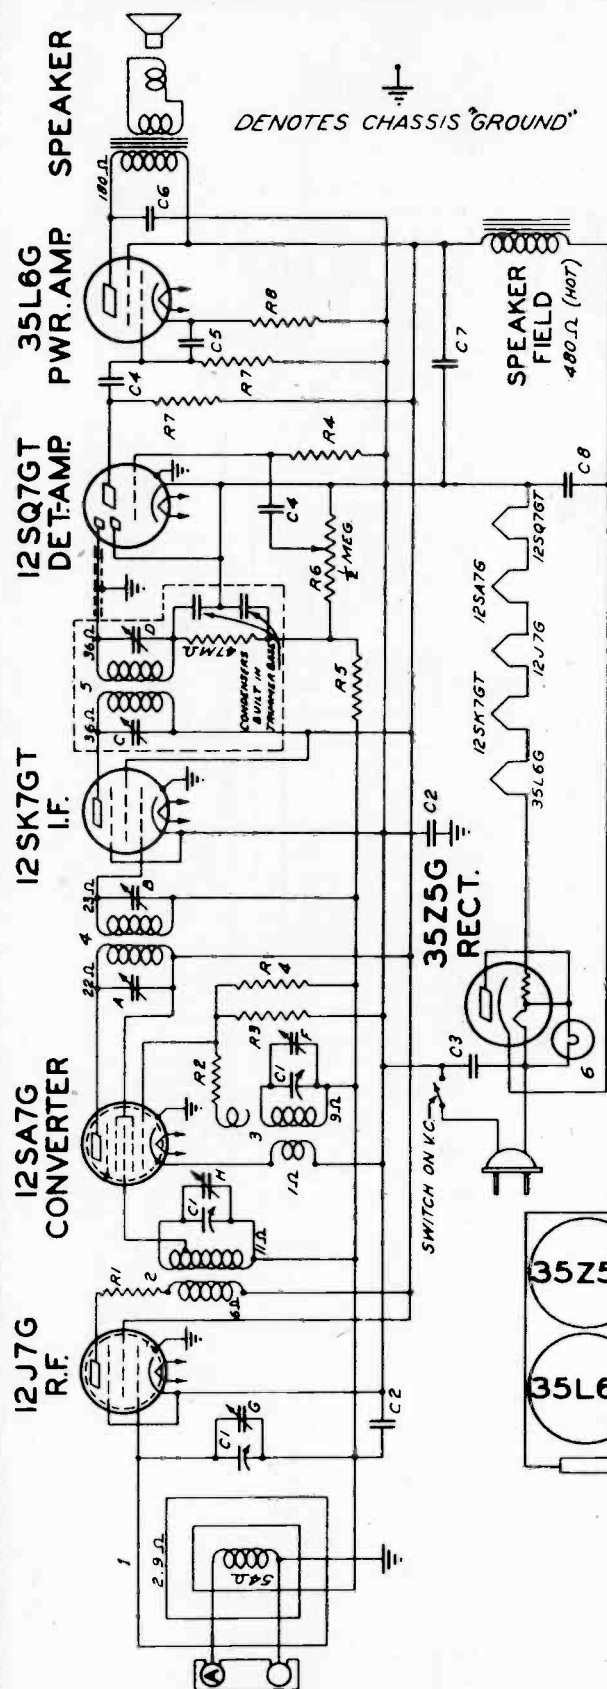 12J7G
R.F.
12SA7G
CONVERTER
12SK7GT
I.F.
12SQ7GT
DET-AMP.
35L6G
PWR. AMP.
SPEAKER
DENOTES CHASSIS "GROUND"
1
2.9Ω
54Ω
A
C1
G
C2
R1
2
6Ω
C1
H
11Ω
1Ω
3
9Ω
C1
F
R2
R3
R4
22Ω
4
23Ω
A
B
36Ω
5
36Ω
C
D
47MΩ
CONDENSERS
BUILT IN
TRIMMER BASE
R5
R6
½ MEG.
C4
R4
R7
C4
R7
C5
R8
180Ω
C6
C2
C7
SPEAKER
FIELD
480Ω (HOT)
C8
35Z5G
RECT.
35L6G
12SK7GT
12J7G
12SA7G
12SQ7GT
C3
6
SWITCH ON V.C.
35Z5
35L6